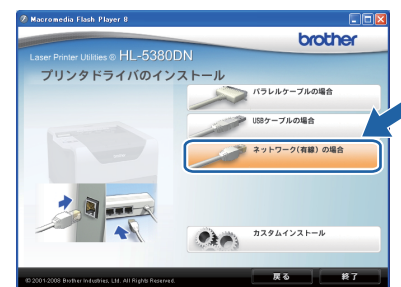 Macromedia Flash Player 8
brother
Laser Printer Utilities ® HL-5380DN
プリンタドライバのインストール
パラレルケーブルの場合
USBケーブルの場合
ネットワーク(有線)の場合
カスタムインストール
© 2001-2008 Brother Industries, Ltd. All Rights Reserved.
戻る
終了